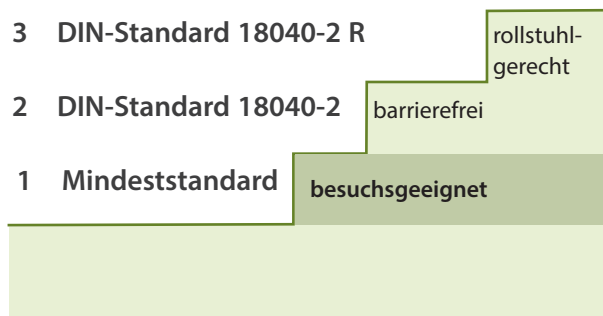 3 DIN-Standard 18040-2 R
rollstuhl-
gerecht
2 DIN-Standard 18040-2
barrierefrei
1 Mindeststandard
besuchsgeeignet